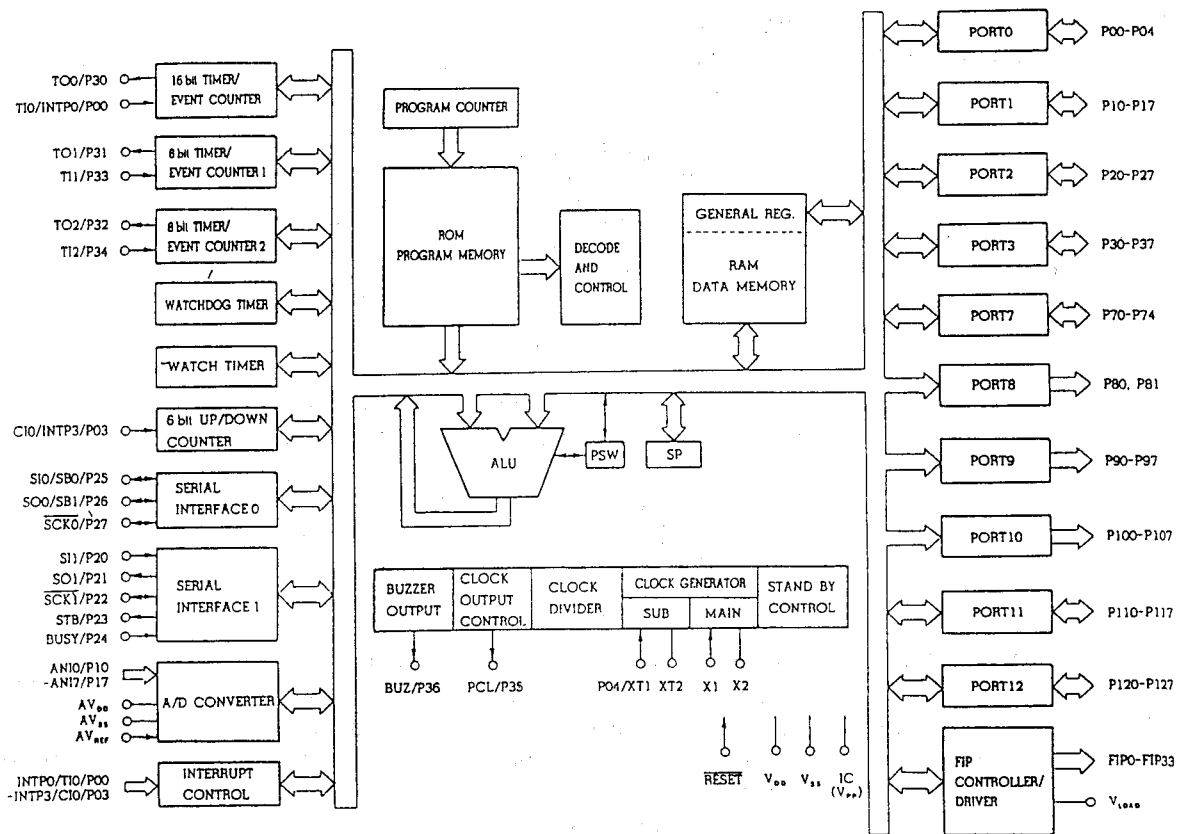 TO0/P30
TI0/INTP0/P00
16 bit TIMER/
EVENT COUNTER
TO1/P31
TI1/P33
8 bit TIMER/
EVENT COUNTER 1
TO2/P32
TI2/P34
8 bit TIMER/
EVENT COUNTER 2
WATCHDOG TIMER
WATCH TIMER
CI0/INTP3/P03
6 bit UP/DOWN
COUNTER
SI0/SB0/P25
SO0/SB1/P26
SCK0/P27
SERIAL
INTERFACE 0
SI1/P20
SO1/P21
SCK1/P22
STB/P23
BUSY/P24
SERIAL
INTERFACE 1
ANI0/P10
-ANI7/P17
AVDD
AVSS
AVREF
A/D CONVERTER
INTP0/TI0/P00
-INTP3/CI0/P03
INTERRUPT
CONTROL
PROGRAM COUNTER
ROM
PROGRAM MEMORY
DECODE
AND
CONTROL
GENERAL REG.
RAM
DATA MEMORY
ALU
PSW
SP
BUZZER
OUTPUT
CLOCK
OUTPUT
CONTROL
CLOCK
DIVIDER
CLOCK GENERATOR
SUB
MAIN
STAND BY
CONTROL
BUZ/P36
PCL/P35
P04/XT1
XT2
X1
X2
RESET
VDD
VSS
IC
(VPP)
PORT0
P00-P04
PORT1
P10-P17
PORT2
P20-P27
PORT3
P30-P37
PORT7
P70-P74
PORT8
P80, P81
PORT9
P90-P97
PORT10
P100-P107
PORT11
P110-P117
PORT12
P120-P127
FIP
CONTROLLER/
DRIVER
FIP0-FIP33
VLOAD